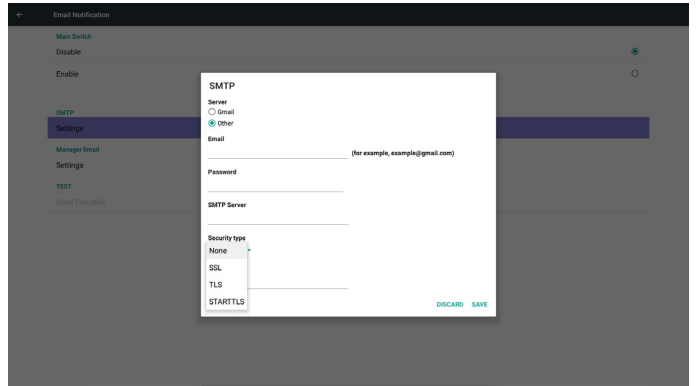 Email Notification
Main Switch
Disable
Enable
SMTP
Settings
Manager Email
Settings
TEST
Send Test Mail
SMTP
Server
Gmail
Other
Email
(for example, example@gmail.com)
Password
SMTP Server
Security type
None
SSL
TLS
STARTTLS
DISCARD SAVE